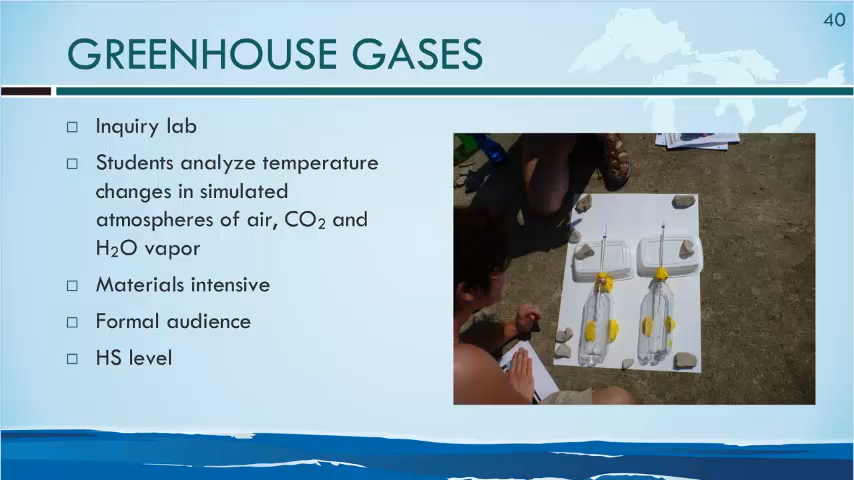 40
GREENHOUSE GASES
Inquiry lab
Students analyze temperature
changes in simulated
atmospheres of air, CO₂ and
H₂O vapor
Materials intensive
Formal audience
HS level